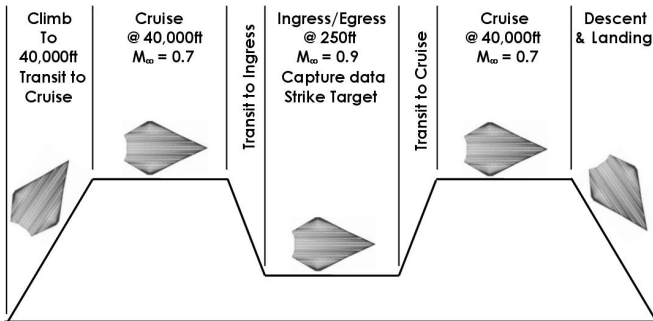 Climb
To
40,000ft
Transit to
Cruise
Cruise
@ 40,000ft
M∞ = 0.7
Transit to Ingress
Ingress/Egress
@ 250ft
M∞ = 0.9
Capture data
Strike Target
Transit to Cruise
Cruise
@ 40,000ft
M∞ = 0.7
Descent
& Landing